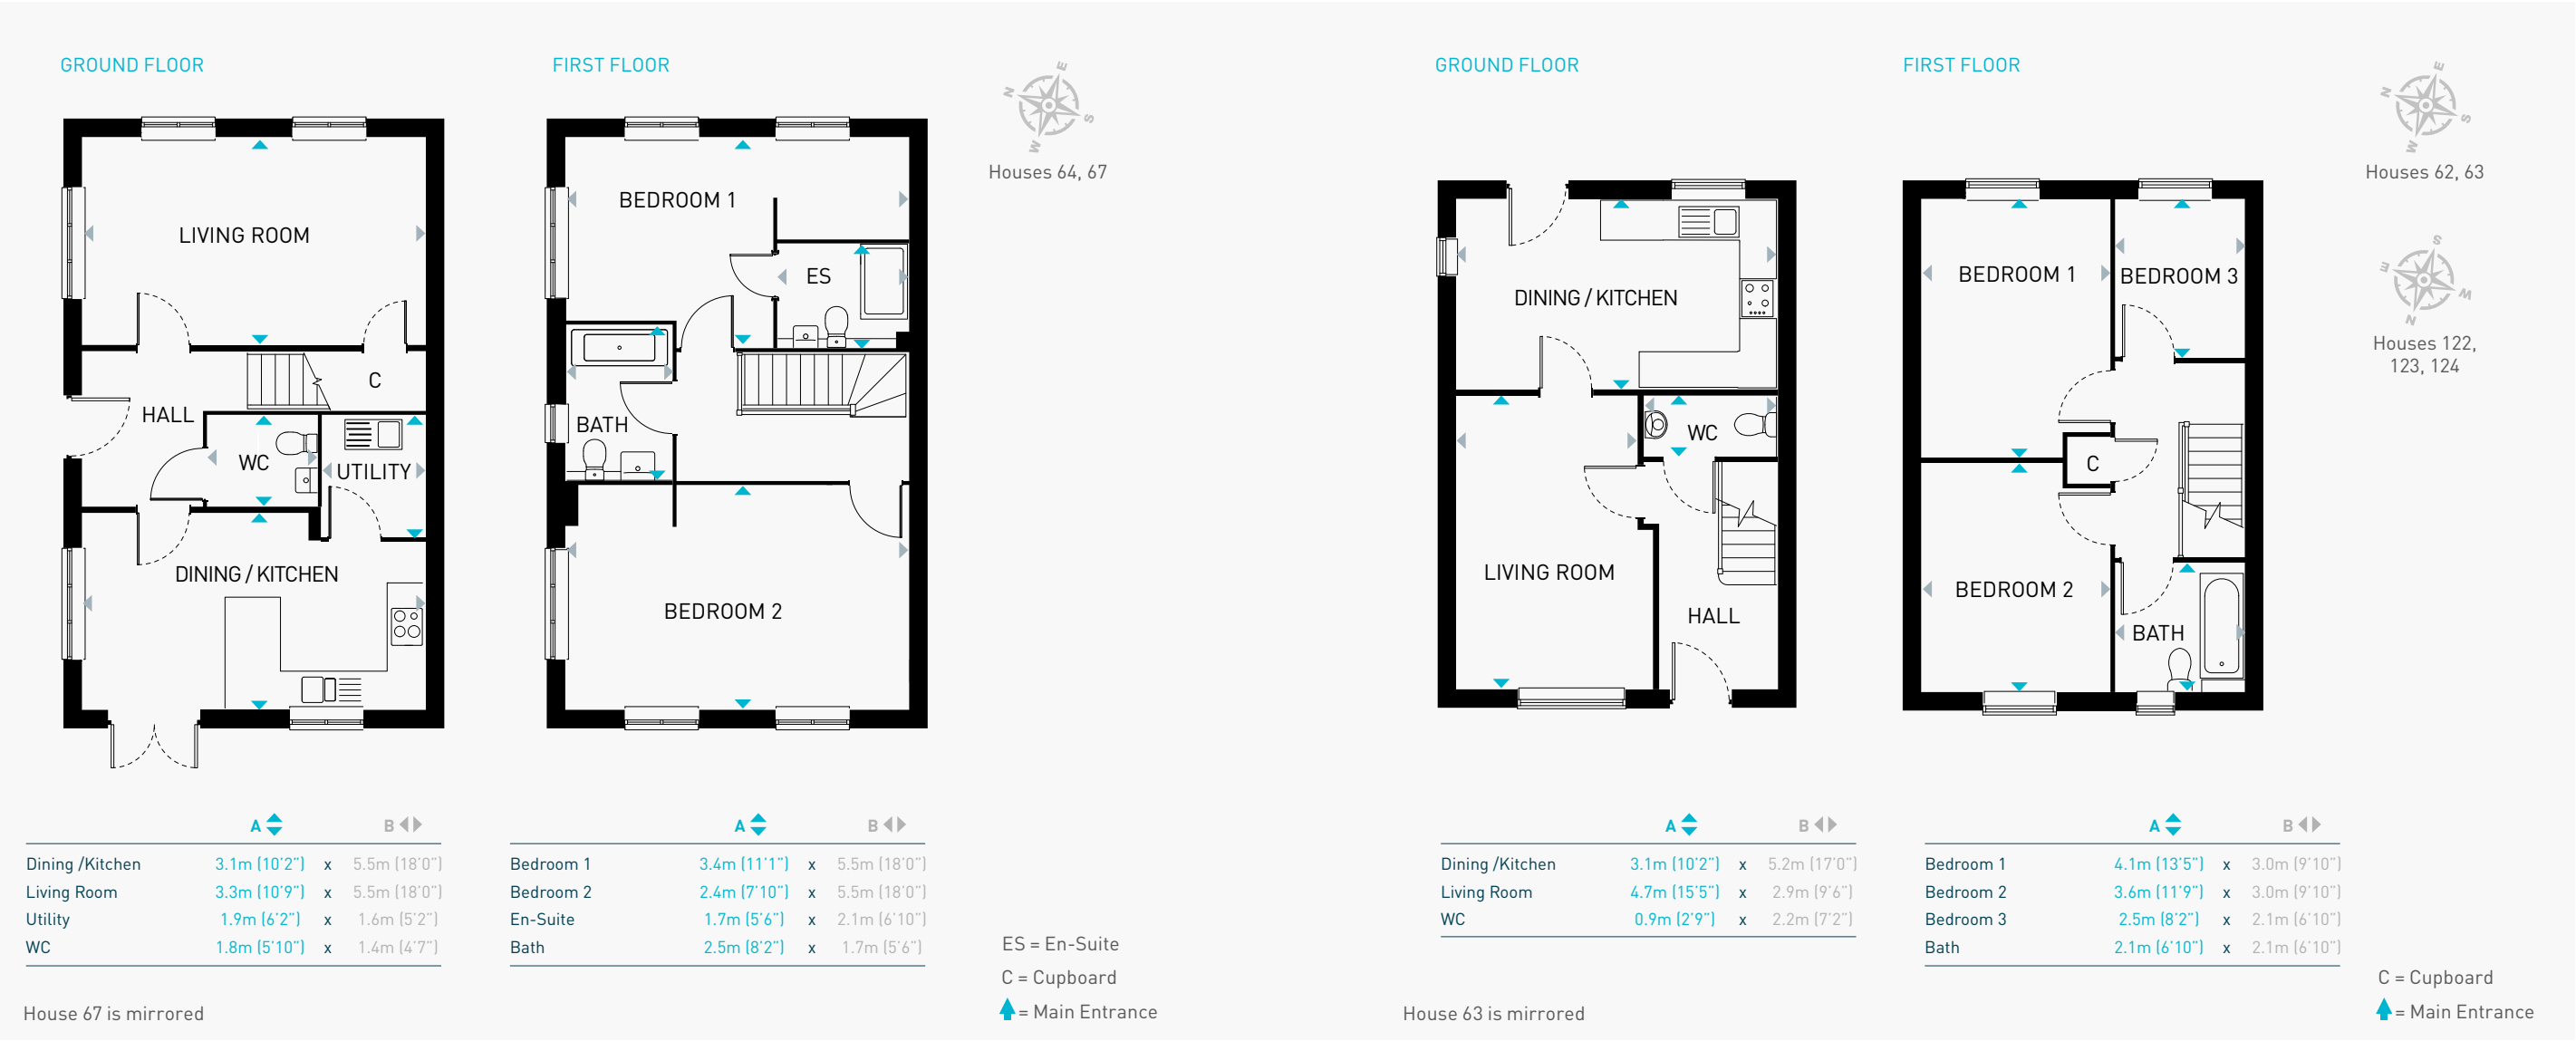 GROUND FLOOR
FIRST FLOOR
N E S W
Houses 64, 67
LIVING ROOM
C
HALL
WC
UTILITY
DINING / KITCHEN
BEDROOM 1
ES
BATH
BEDROOM 2
A B
Dining /Kitchen 3.1m (10'2") x 5.5m (18'0")
Living Room 3.3m (10'9") x 5.5m (18'0")
Utility 1.9m (6'2") x 1.6m (5'2")
WC 1.8m (5'10") x 1.4m (4'7")
A B
Bedroom 1 3.4m (11'1") x 5.5m (18'0")
Bedroom 2 2.4m (7'10") x 5.5m (18'0")
En-Suite 1.7m (5'6") x 2.1m (6'10")
Bath 2.5m (8'2") x 1.7m (5'6")
ES = En-Suite
C = Cupboard
= Main Entrance
House 67 is mirrored
GROUND FLOOR
FIRST FLOOR
N E S W
Houses 62, 63
E S W N
Houses 122,
123, 124
DINING / KITCHEN
WC
LIVING ROOM
HALL
BEDROOM 1
BEDROOM 3
C
BEDROOM 2
BATH
A B
Dining /Kitchen 3.1m (10'2") x 5.2m (17'0")
Living Room 4.7m (15'5") x 2.9m (9'6")
WC 0.9m (2'9") x 2.2m (7'2")
A B
Bedroom 1 4.1m (13'5") x 3.0m (9'10")
Bedroom 2 3.6m (11'9") x 3.0m (9'10")
Bedroom 3 2.5m (8'2") x 2.1m (6'10")
Bath 2.1m (6'10") x 2.1m (6'10")
C = Cupboard
= Main Entrance
House 63 is mirrored